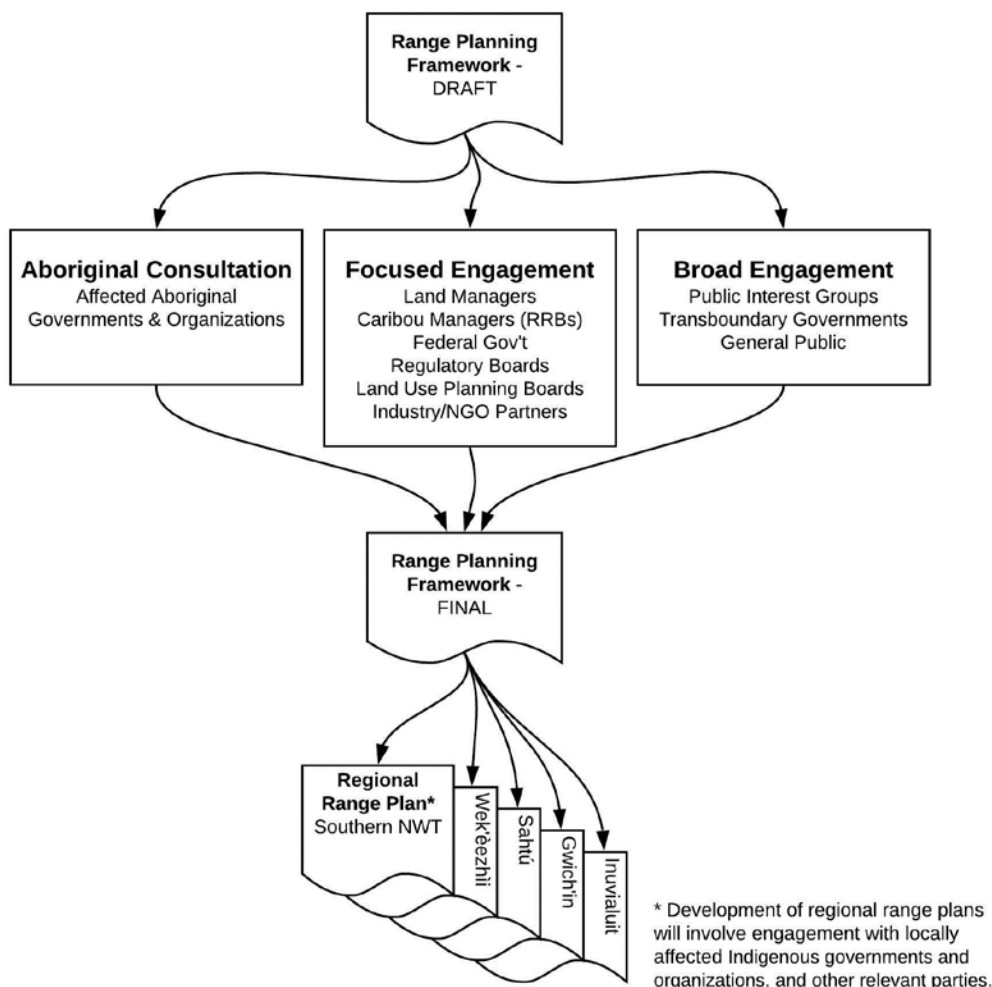 Range Planning
Framework -
DRAFT
Aboriginal Consultation
Affected Aboriginal
Governments & Organizations
Focused Engagement
Land Managers
Caribou Managers (RRBs)
Federal Gov't
Regulatory Boards
Land Use Planning Boards
Industry/NGO Partners
Broad Engagement
Public Interest Groups
Transboundary Governments
General Public
Range Planning
Framework -
FINAL
Regional
Range Plan*
Southern NWT
Wek'èezhìi
Sahtú
Gwich'in
Inuvialuit
* Development of regional range plans
will involve engagement with locally
affected Indigenous governments and
organizations, and other relevant parties.